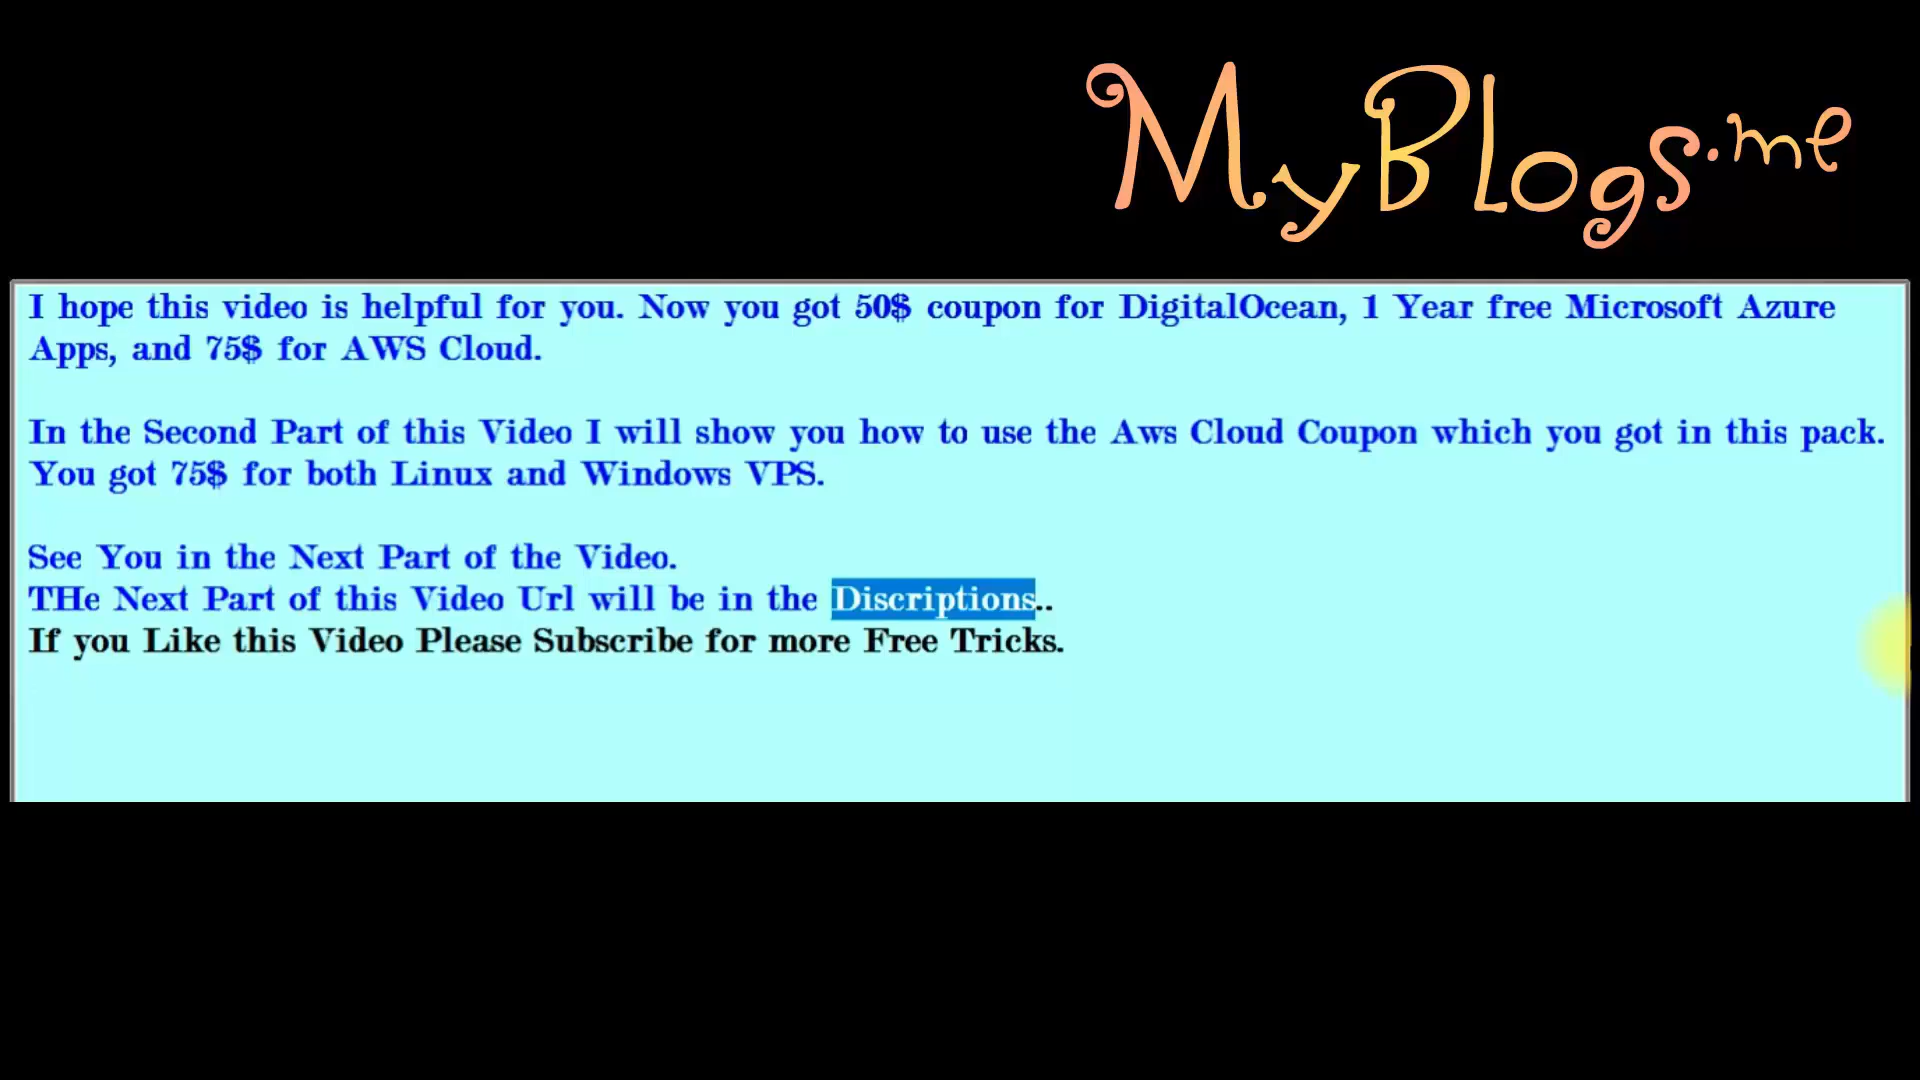 MyBlogs.me
I hope this video is helpful for you. Now you got 50$ coupon for DigitalOcean, 1 Year free Microsoft Azure
Apps, and 75$ for AWS Cloud.
In the Second Part of this Video I will show you how to use the Aws Cloud Coupon which you got in this pack.
You got 75$ for both Linux and Windows VPS.
See You in the Next Part of the Video.
THe Next Part of this Video Url will be in the Discriptions..
If you Like this Video Please Subscribe for more Free Tricks.